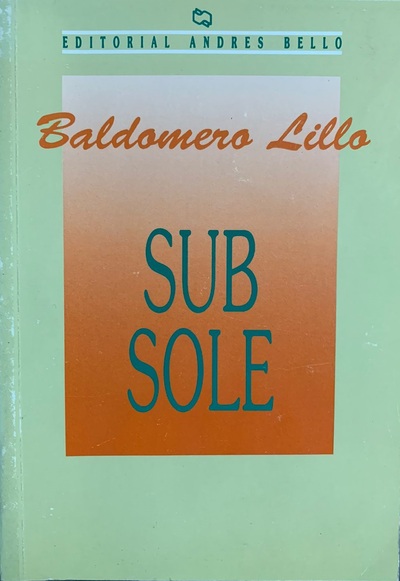 EDITORIAL ANDRES BELLO
Baldomero Lillo
SUB
SOLE